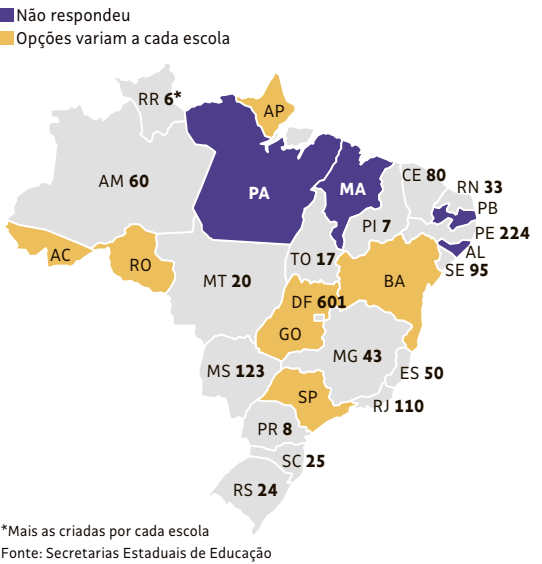 Não respondeu
Opções variam a cada escola
RR 6*
AP
AM 60
PA
MA
CE 80
RN 33
PB
PI 7
PE 224
AL
AC
RO
TO 17
SE 95
MT 20
BA
DF 601
GO
MG 43
MS 123
ES 50
SP
RJ 110
PR 8
SC 25
RS 24
*Mais as criadas por cada escola
Fonte: Secretarias Estaduais de Educação